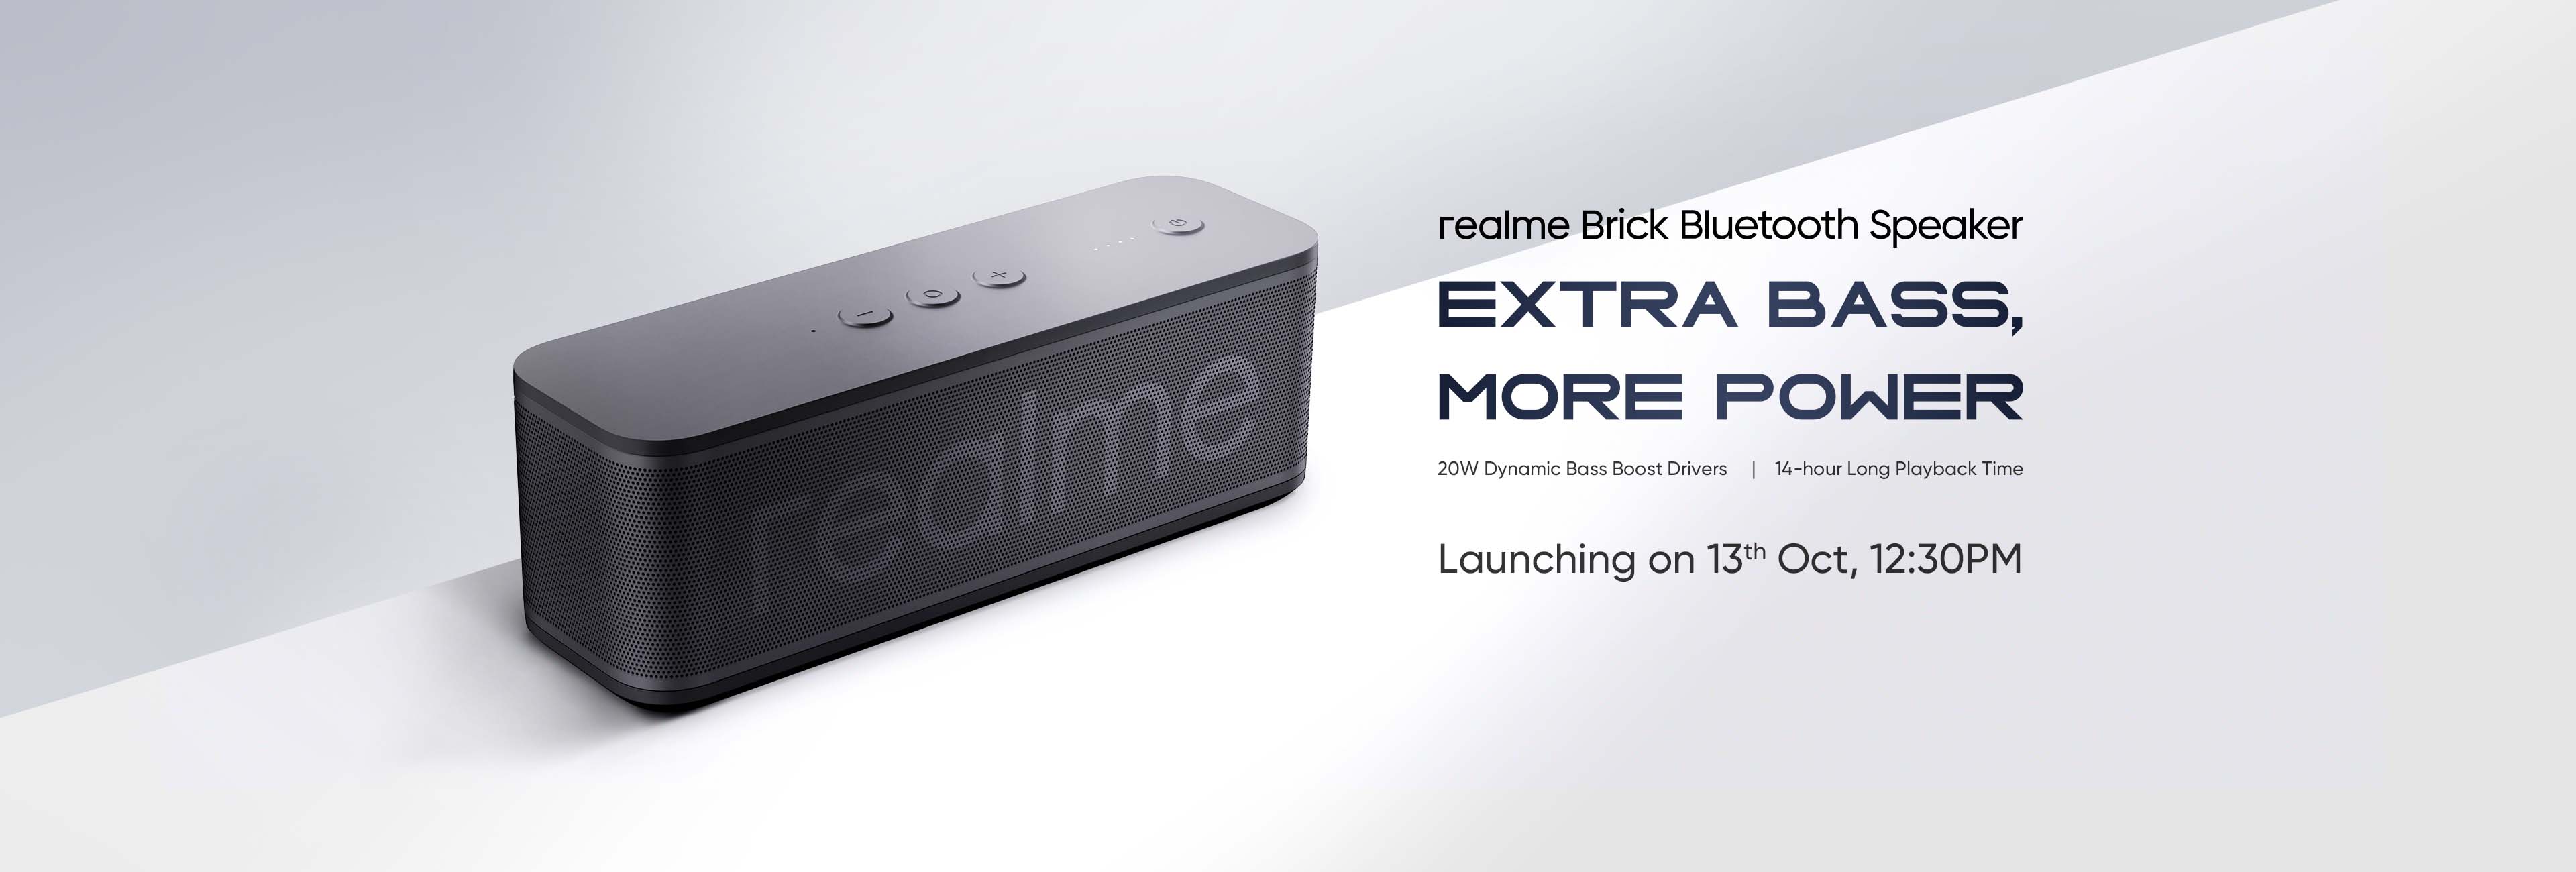 realme
realme Brick Bluetooth Speaker
EXTRA BASS,
MORE POWER
20W Dynamic Bass Boost Drivers | 14-hour Long Playback Time
Launching on 13th Oct, 12:30PM